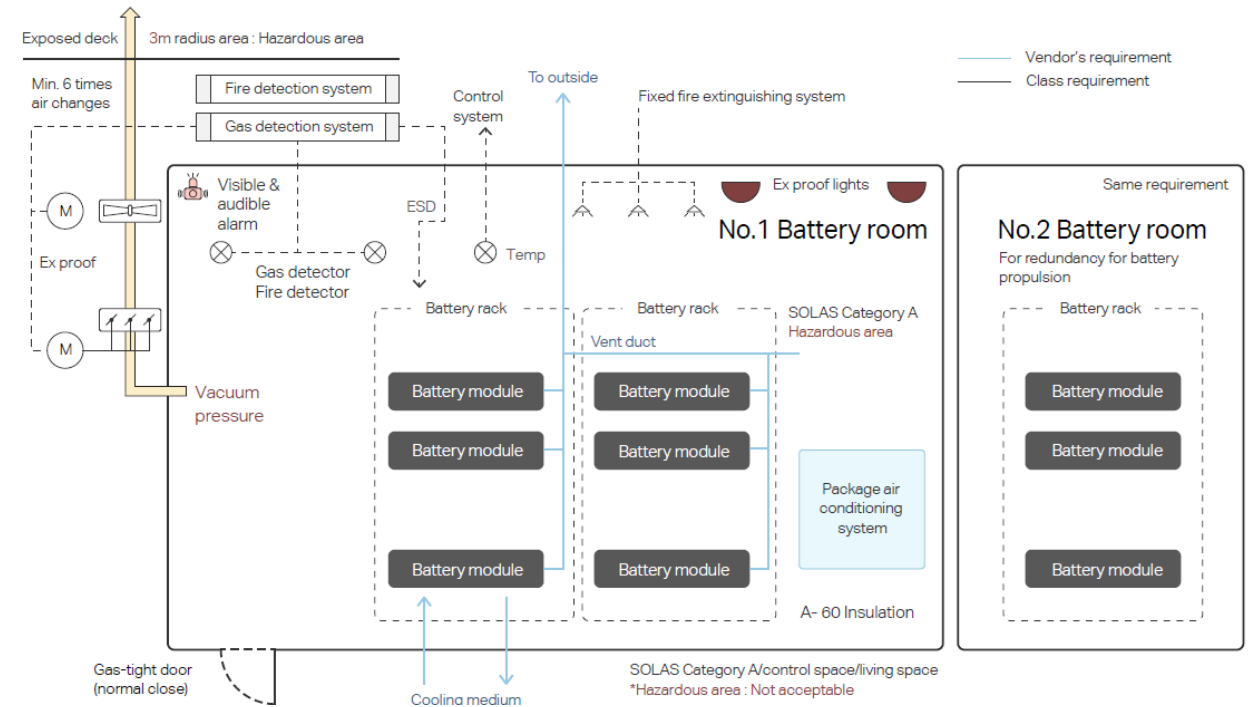 Exposed deck
3m radius area : Hazardous area
Min. 6 times
air changes
Fire detection system
Gas detection system
Control
system
To outside
Fixed fire extinguishing system
Vendor's requirement
Class requirement
Visible &
audible
alarm
ESD
Ex proof lights
Same requirement
M
Ex proof
M
Gas detector
Fire detector
Temp
No.1 Battery room
No.2 Battery room
For redundancy for battery
propulsion
Battery rack
Battery rack
SOLAS Category A
Hazardous area
Battery rack
Vent duct
Vacuum
pressure
Battery module
Battery module
Battery module
Battery module
Battery module
Battery module
Package air
conditioning
system
Battery module
Battery module
Battery module
A- 60 Insulation
Gas-tight door
(normal close)
Cooling medium
SOLAS Category A/control space/living space
*Hazardous area : Not acceptable